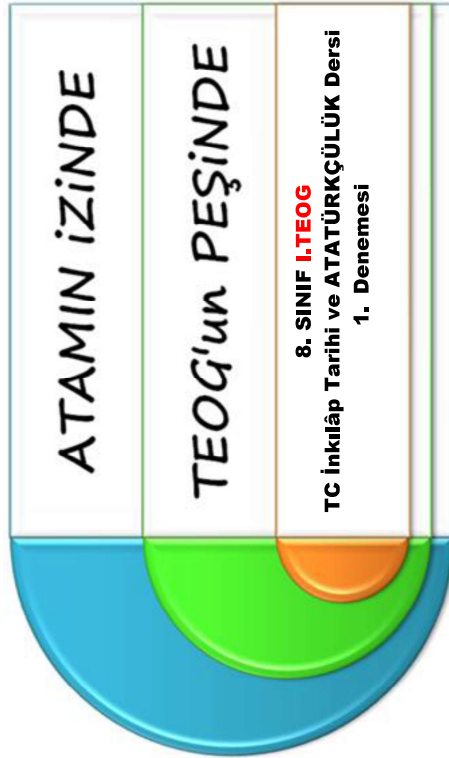 ATAMIN İZİNDE
TEOG'un PEŞİNDE
8. SINIF I.TEOG
TC İnkılâp Tarihi ve ATATÜRKÇÜLÜK Dersi
1. Denemesi